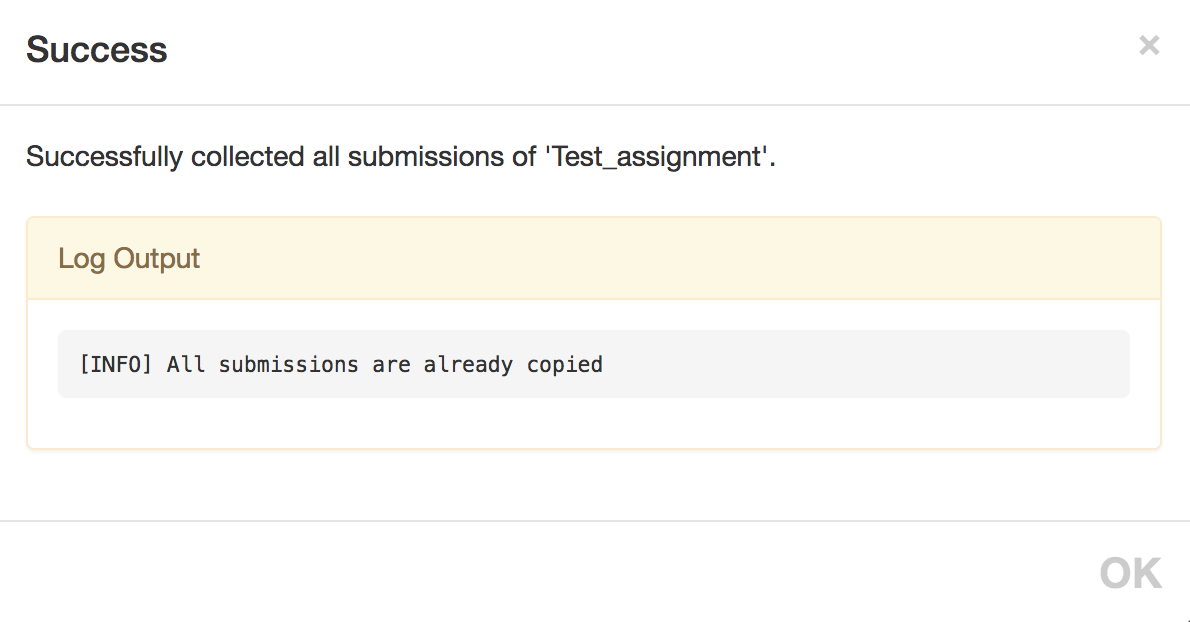 Success
×
Successfully collected all submissions of 'Test_assignment'.
Log Output
[INFO] All submissions are already copied
OK